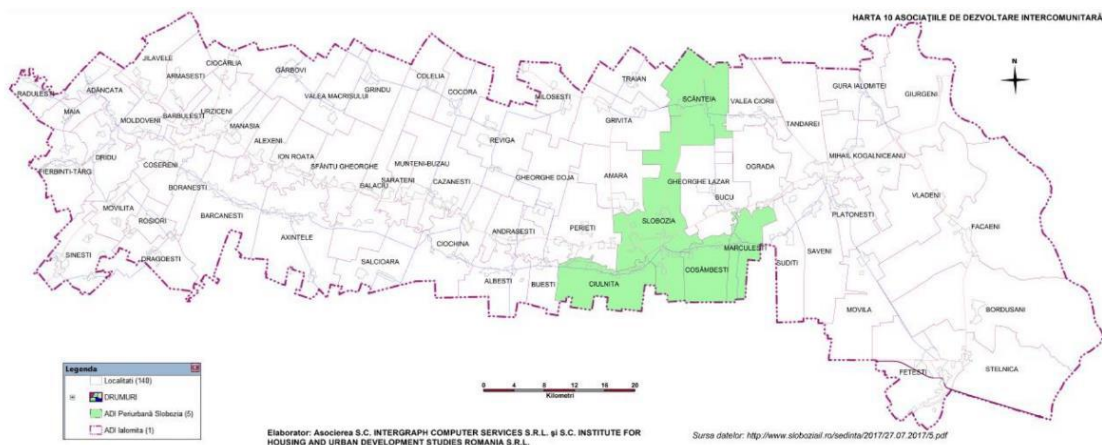 HARTA 10 ASOCIAȚIILE DE DEZVOLTARE INTERCOMUNITARĂ
N
JILAVELE
CIOCÂRLIA
ARMASESTI
GÂRBOVI
RADULESTI
ADÂNCATA
GRINDU
COLELIA
TRAIAN
MAIA
BARBULESTI
URZICENI
VALEA MACRISULUI
COCORA
MILOSESTI
SCÂNTEIA
VALEA CIORII
GURA IALOMITEI
GIURGENI
MOLDOVENI
MANASIA
GRIVITA
TANDAREI
ALEXENI
REVIGA
DRIDU
COSERENI
ION ROATA
MUNTENI-BUZAU
MIHAIL KOGALNICEANU
FIERBINTI-TÂRG
SFÂNTU GHEORGHE
GHEORGHE DOJA
AMARA
OGRADA
BORANESTI
BALACIU
SARATENI
CAZANESTI
GHEORGHE LAZAR
VLADENI
MOVILITA
SUCU
ROSIORI
BARCANESTI
SLOBOZIA
PLATONESTI
AXINTELE
ANDRASESTI
PERIETI
FACAENI
CIOCHINA
MARCULESTI
SINESTI
DRAGOESTI
SAVENI
SALCIOARA
COSÂMBESTI
SUDITI
ALBESTI
BUESTI
CIULNITA
MOVILA
BORDUSANI
FETESTI
STELNICA
Legenda
Localitati (148)
DRUMURI
ADI Periurbană Slobozia (5)
ADI Ialomita (1)
0 4 8 12 16 20
Kilometri
Elaborator: Asocierea S.C. INTERGRAPH COMPUTER SERVICES S.R.L. și S.C. INSTITUTE FOR
HOUSING AND URBAN DEVELOPMENT STUDIES ROMANIA S.R.L.
Sursa datelor: http://www.sloboziail.ro/sedinta/2017/27.07.2017/5.pdf